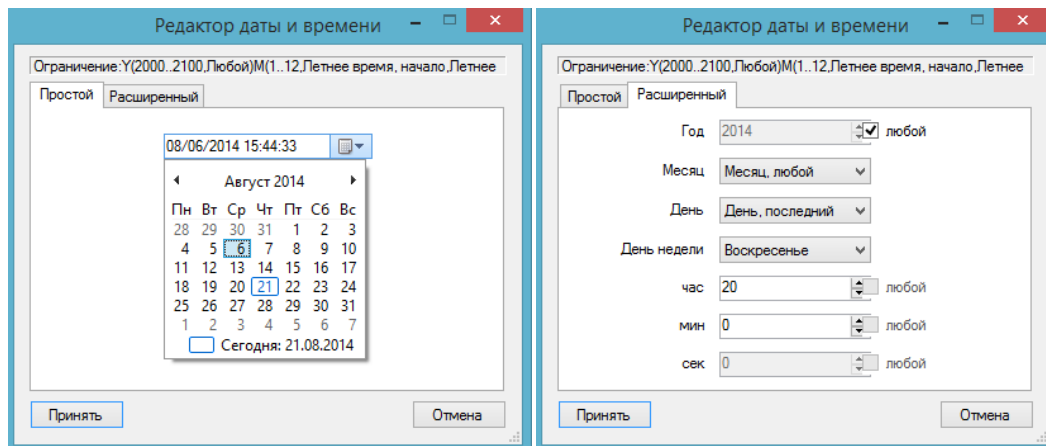 Редактор даты и времени
Ограничение:Y(2000..2100,Любой)М(1..12,Летнее время, начало,Летнее
Простой Расширенный
08/06/2014 15:44:33
Август 2014
Пн Вт Ср Чт Пт Сб Вс
28 29 30 31 1 2 3
4 5 6 7 8 9 10
11 12 13 14 15 16 17
18 19 20 21 22 23 24
25 26 27 28 29 30 31
1 2 3 4 5 6 7
Сегодня: 21.08.2014
Принять Отмена
Редактор даты и времени
Ограничение:Y(2000..2100,Любой)М(1..12,Летнее время, начало,Летнее
Простой Расширенный
Год 2014 любой
Месяц Месяц, любой
День День, последний
День недели Воскресенье
час 20 любой
мин 0 любой
сек 0 любой
Принять Отмена